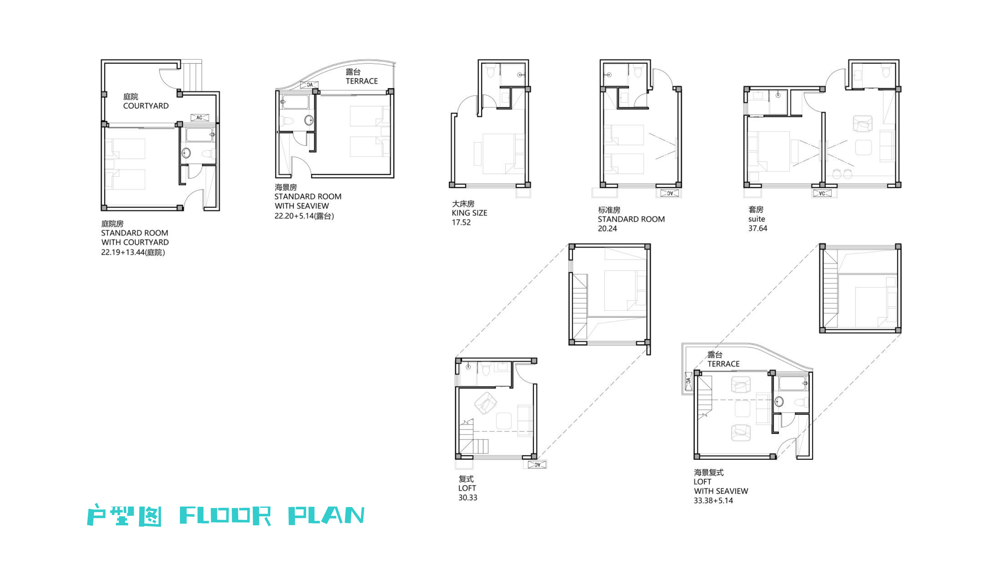 庭院
COURTYARD
AC
庭院房
STANDARD ROOM
WITH COURTYARD
22.19+13.44(庭院)
露台
TERRACE
AC
海景房
STANDARD ROOM
WITH SEAVIEW
22.20+5.14(露台)
大床房
KING SIZE
17.52
AC
标准房
STANDARD ROOM
20.24
AC
套房
suite
37.64
AC
复式
LOFT
30.33
露台
TERRACE
AC
海景复式
LOFT
WITH SEAVIEW
33.38+5.14
户型图 FLOOR PLAN